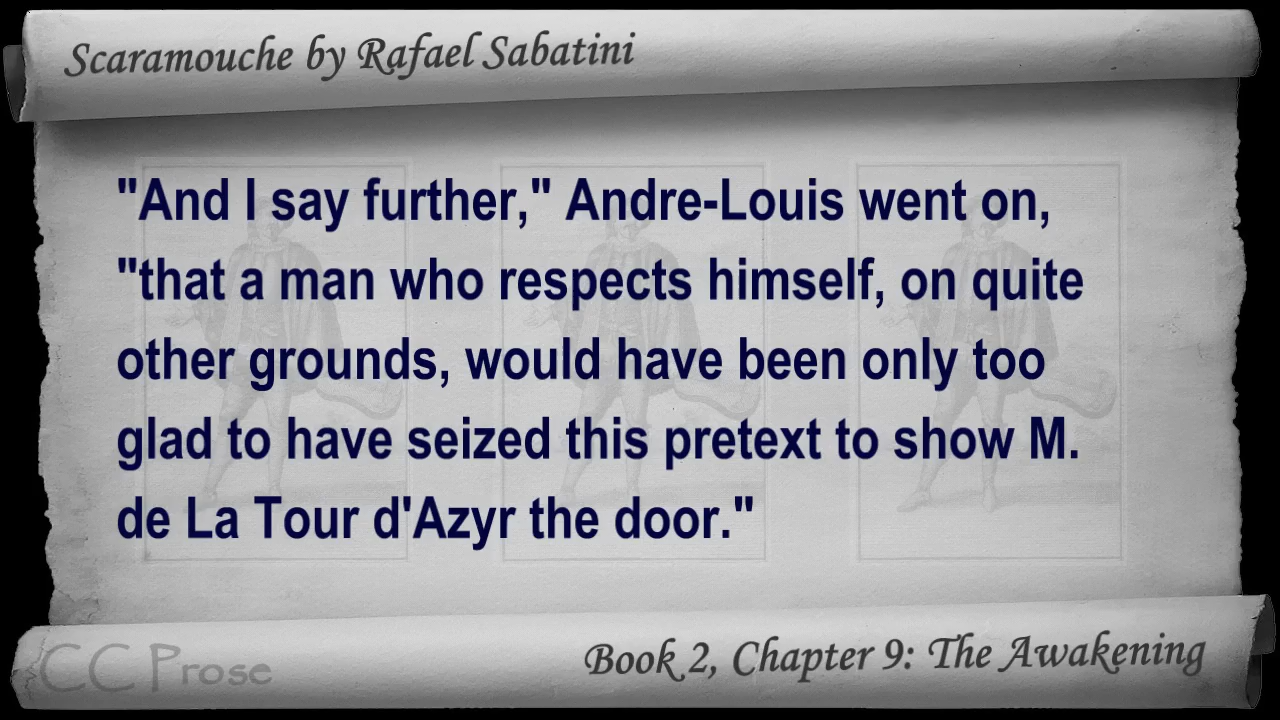 Scaramouche by Rafael Sabatini
"And I say further," Andre-Louis went on,
"that a man who respects himself, on quite
other grounds, would have been only too
glad to have seized this pretext to show M.
de La Tour d'Azyr the door."
CC Prose
Book 2, Chapter 9: The Awakening